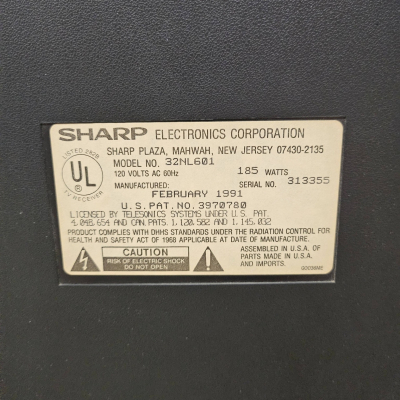 SHARP ELECTRONICS CORPORATION
SHARP PLAZA, MAHWAH, NEW JERSEY 07430-2135
MODEL NO. 32NL601
120 VOLTS AC 60Hz 185 WATTS
MANUFACTURED: SERIAL NO. 313355
FEBRUARY 1991
U.S.PAT.NO.3970780
LICENSED BY TELESONICS SYSTEMS UNDER U.S. PAT.
4.048.654 AND CAN.PATS 1.120.582 AND 1.145.032
PRODUCT COMPLIES WITH DHHS STANDARDS UNDER THE RADIATION CONTROL FOR
HEALTH AND SAFETY ACT OF 1968 APPLICABLE AT DATE OF MANUFACTURE.
CAUTION
RISK OF ELECTRIC SHOCK
DO NOT OPEN
ASSEMBLED IN U.S.A. OF
PARTS MADE IN U.S.A.
AND JAPAN.
LISTED 240B
UL
®
TV RECEIVER